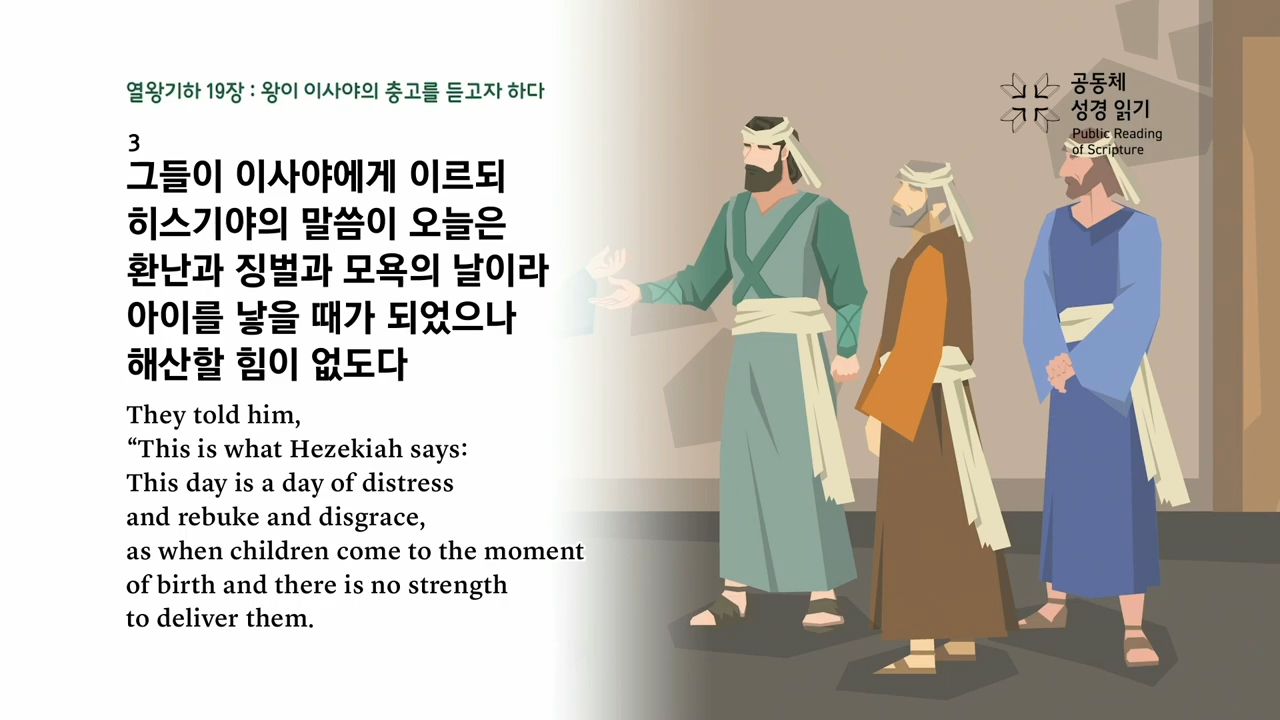 열왕기하 19장 : 왕이 이사야의 충고를 듣고자 하다
공동체
성경 읽기
Public Reading
of Scripture
3
그들이 이사야에게 이르되
히스기야의 말씀이 오늘은
환난과 징벌과 모욕의 날이라
아이를 낳을 때가 되었으나
해산할 힘이 없도다
They told him,
“This is what Hezekiah says:
This day is a day of distress
and rebuke and disgrace,
as when children come to the moment
of birth and there is no strength
to deliver them.